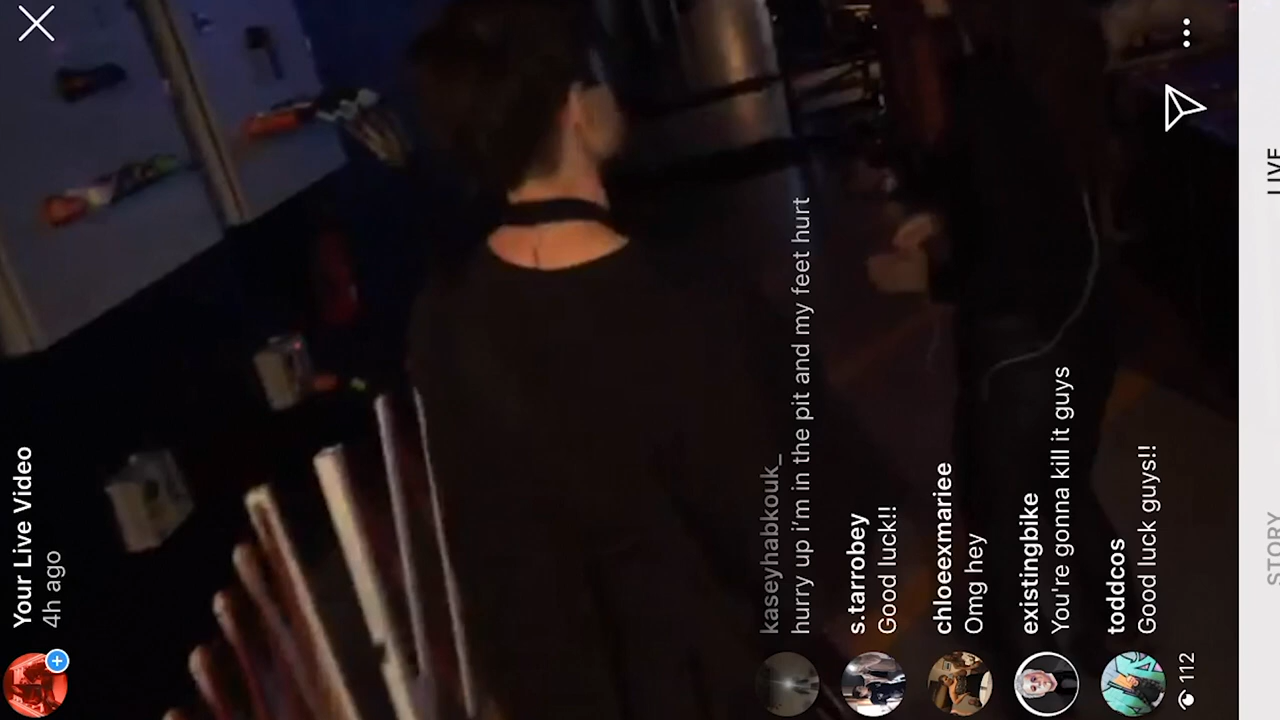 Your Live Video
4h ago
kaseyhabkouk_
hurry up i'm in the pit and my feet hurt
s.tarrobey
Good luck!!
chloeexmariee
Omg hey
existingbike
You're gonna kill it guys
toddcos
Good luck guys!!
112
STORY
LIVE